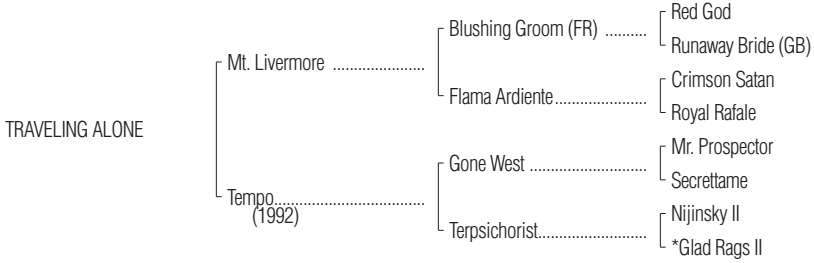 Red God
Blushing Groom (FR) ..........
Runaway Bride (GB)
Mt. Livermore ......................
Crimson Satan
Flama Ardiente......................
Royal Rafale
TRAVELING ALONE
Mr. Prospector
Gone West ............................
Secrettame
Tempo....................................
(1992)
Nijinsky II
Terpsichorist..........................
*Glad Rags II